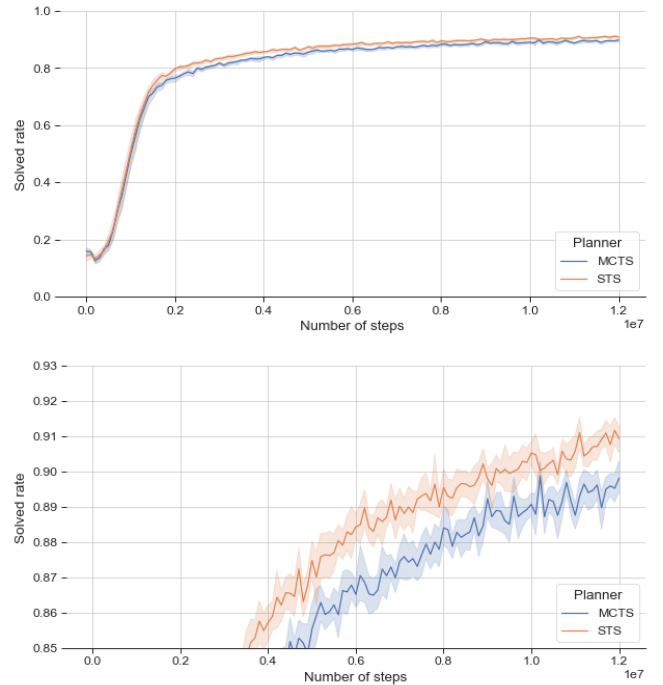 1.0
0.8
0.6
0.4
0.2
0.0
Solved rate
Planner
MCTS
STS
0.0 0.2 0.4 0.6 0.8 1.0 1.2
1e7
Number of steps
0.93
0.92
0.91
0.90
0.89
0.88
0.87
0.86
0.85
Solved rate
Planner
MCTS
STS
0.0 0.2 0.4 0.6 0.8 1.0 1.2
1e7
Number of steps